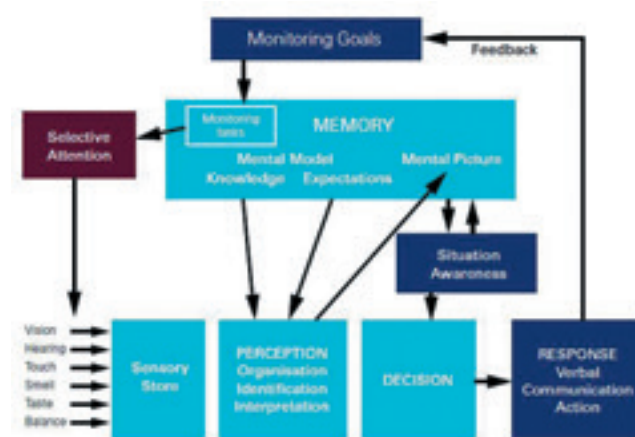 Monitoring Goals
Feedback
Monitoring
tasks
MEMORY
Selective
Attention
Mental Model
Mental Picture
Knowledge Expectations
Situation
Awareness
Vision
Hearing
Touch
Smell
Taste
Balance
Sensory
Store
PERCEPTION
Organisation
Identification
Interpretation
DECISION
RESPONSE
Verbal
Communication
Action